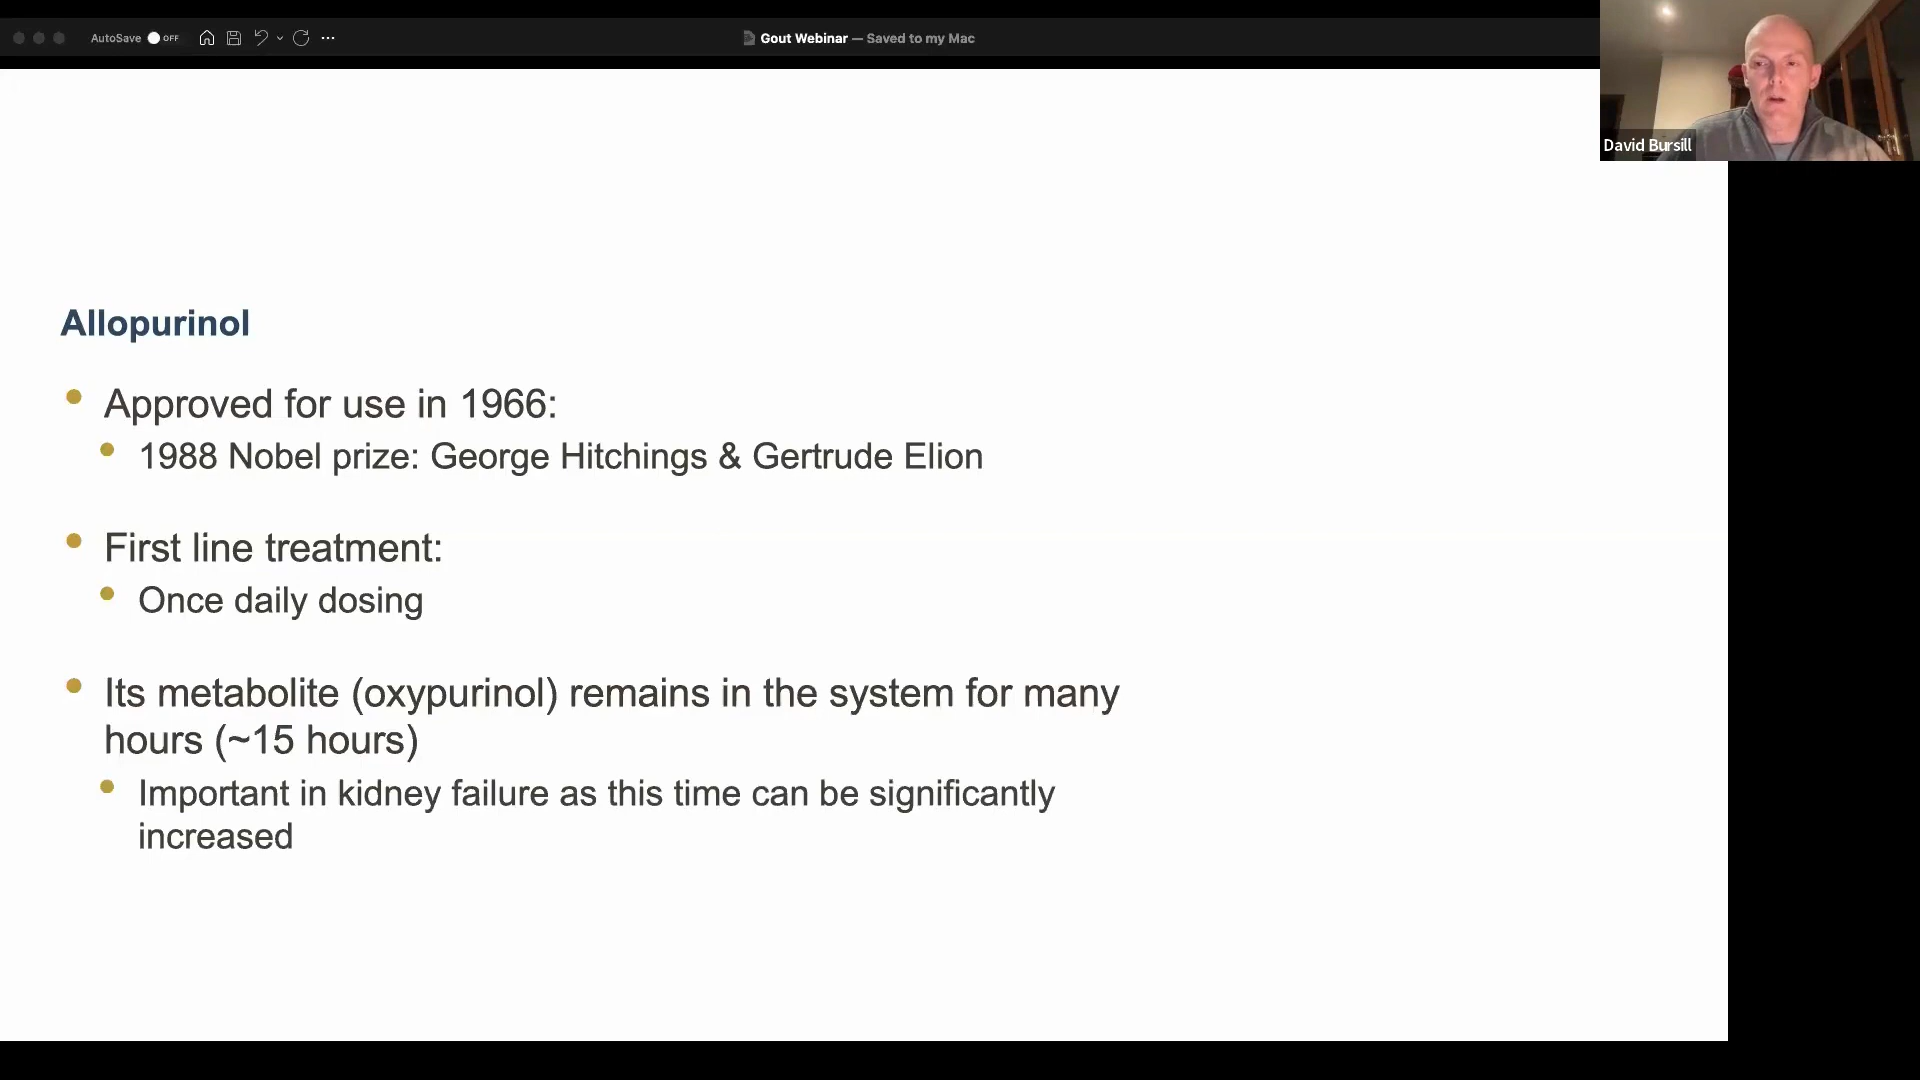 AutoSave OFF
Gout Webinar — Saved to my Mac
David Bursill
Allopurinol
Approved for use in 1966:
1988 Nobel prize: George Hitchings & Gertrude Elion
First line treatment:
Once daily dosing
Its metabolite (oxypurinol) remains in the system for many
hours (~15 hours)
Important in kidney failure as this time can be significantly
increased